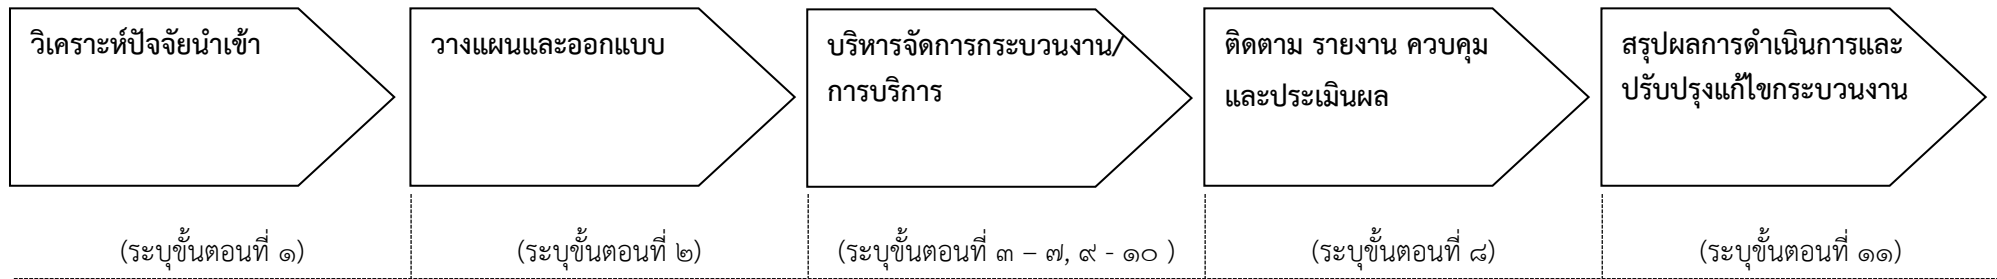 วิเคราะห์ปัจจัยนำเข้า
วางแผนและออกแบบ
บริหารจัดการกระบวนงาน/
การบริการ
ติดตาม รายงาน ควบคุม
และประเมินผล
สรุปผลการดำเนินการและ
ปรับปรุงแก้ไขกระบวนงาน
(ระบุขั้นตอนที่ ๑)
(ระบุขั้นตอนที่ ๒)
(ระบุขั้นตอนที่ ๓ – ๗, ๙ - ๑๐ )
(ระบุขั้นตอนที่ ๘)
(ระบุขั้นตอนที่ ๑๑)